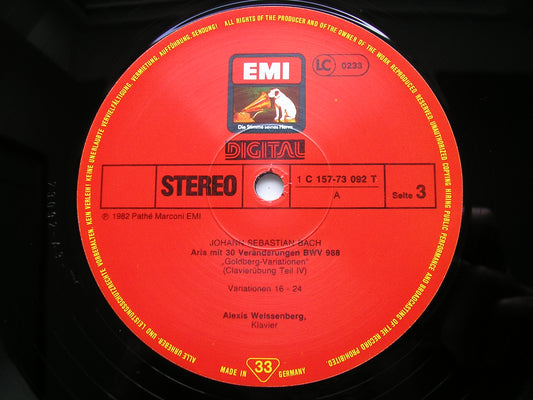 ALL RIGHTS OF THE PRODUCER AND OF THE OWNER OF THE WORK REPRODUCED RESERVED. UNAUTHORIZED COPYING HIRING PUBLIC PERFORMANCE AND BROADCASTING OF THIS RECORD PROHIBITED.
ALLE URHEBER- UND LEISTUNGSSCHUTZRECHTE VORBEHALTEN. KEIN VERLEIH! KEINE UNERLAUBTE VERVIELFÄLTIGUNG, VERMIETUNG, AUFFÜHRUNG, SENDUNG!
EMI
LC 0233
Die Stimme seines Herrn
DIGITAL
STEREO
1 C 157-73 092 T
A
Seite 3
℗ 1982 Pathé Marconi EMI
JOHANN SEBASTIAN BACH
Aria mit 30 Veränderungen BWV 988
„Goldberg-Variationen"
(Clavierübung Teil IV)
Variationen 16 - 24
Alexis Weissenberg,
Klavier
MADE IN 33 GERMANY